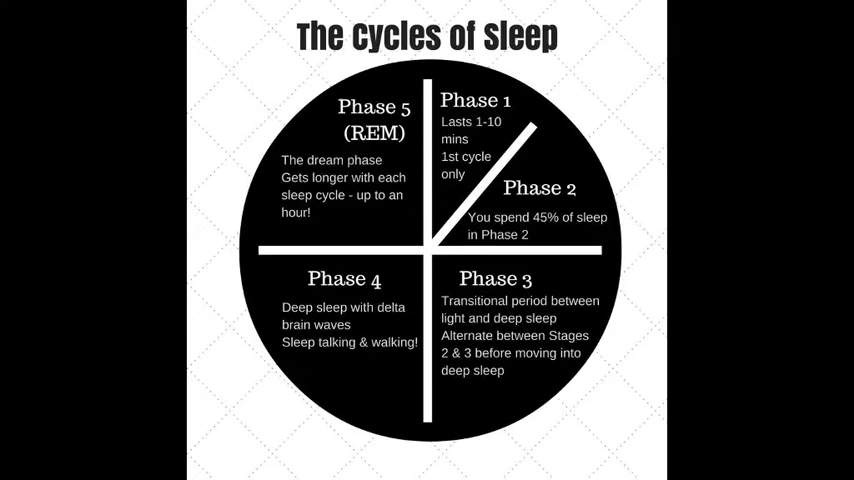 The Cycles of Sleep
Phase 1
Lasts 1-10
mins
1st cycle
only
Phase 2
You spend 45% of sleep
in Phase 2
Phase 3
Transitional period between
light and deep sleep
Alternate between Stages
2 & 3 before moving into
deep sleep
Phase 4
Deep sleep with delta
brain waves
Sleep talking & walking!
Phase 5
(REM)
The dream phase
Gets longer with each
sleep cycle - up to an
hour!